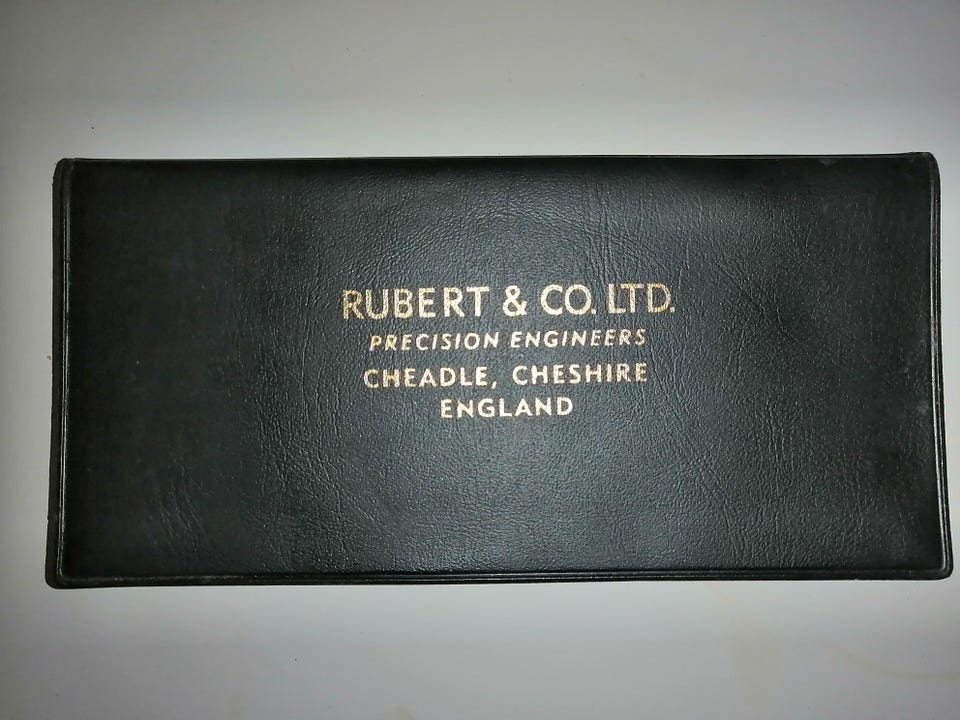 RUBERT & CO. LTD.
PRECISION ENGINEERS
CHEADLE, CHESHIRE
ENGLAND